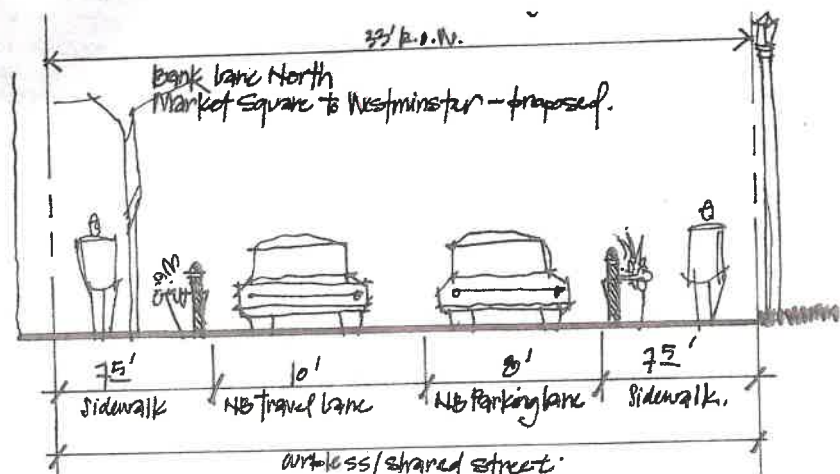 33' R.O.W.
Bank Lane North
Market Square to Westminster - proposed.
7 5' 10' 8' 7 5'
Sidewalk NB Travel Lane NB Parking lane Sidewalk.
curbless/shared street.